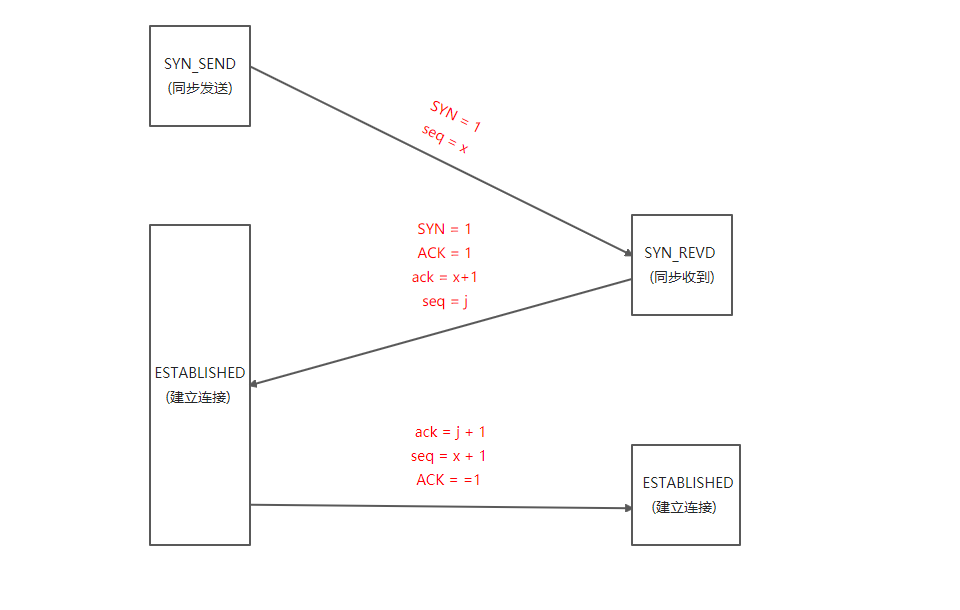 SYN_SEND
(同步发送)
SYN = 1
seq = x
SYN = 1
ACK = 1
ack = x+1
seq = j
SYN_REVD
(同步收到)
ESTABLISHED
(建立连接)
ack = j + 1
seq = x + 1
ACK = =1
ESTABLISHED
(建立连接)